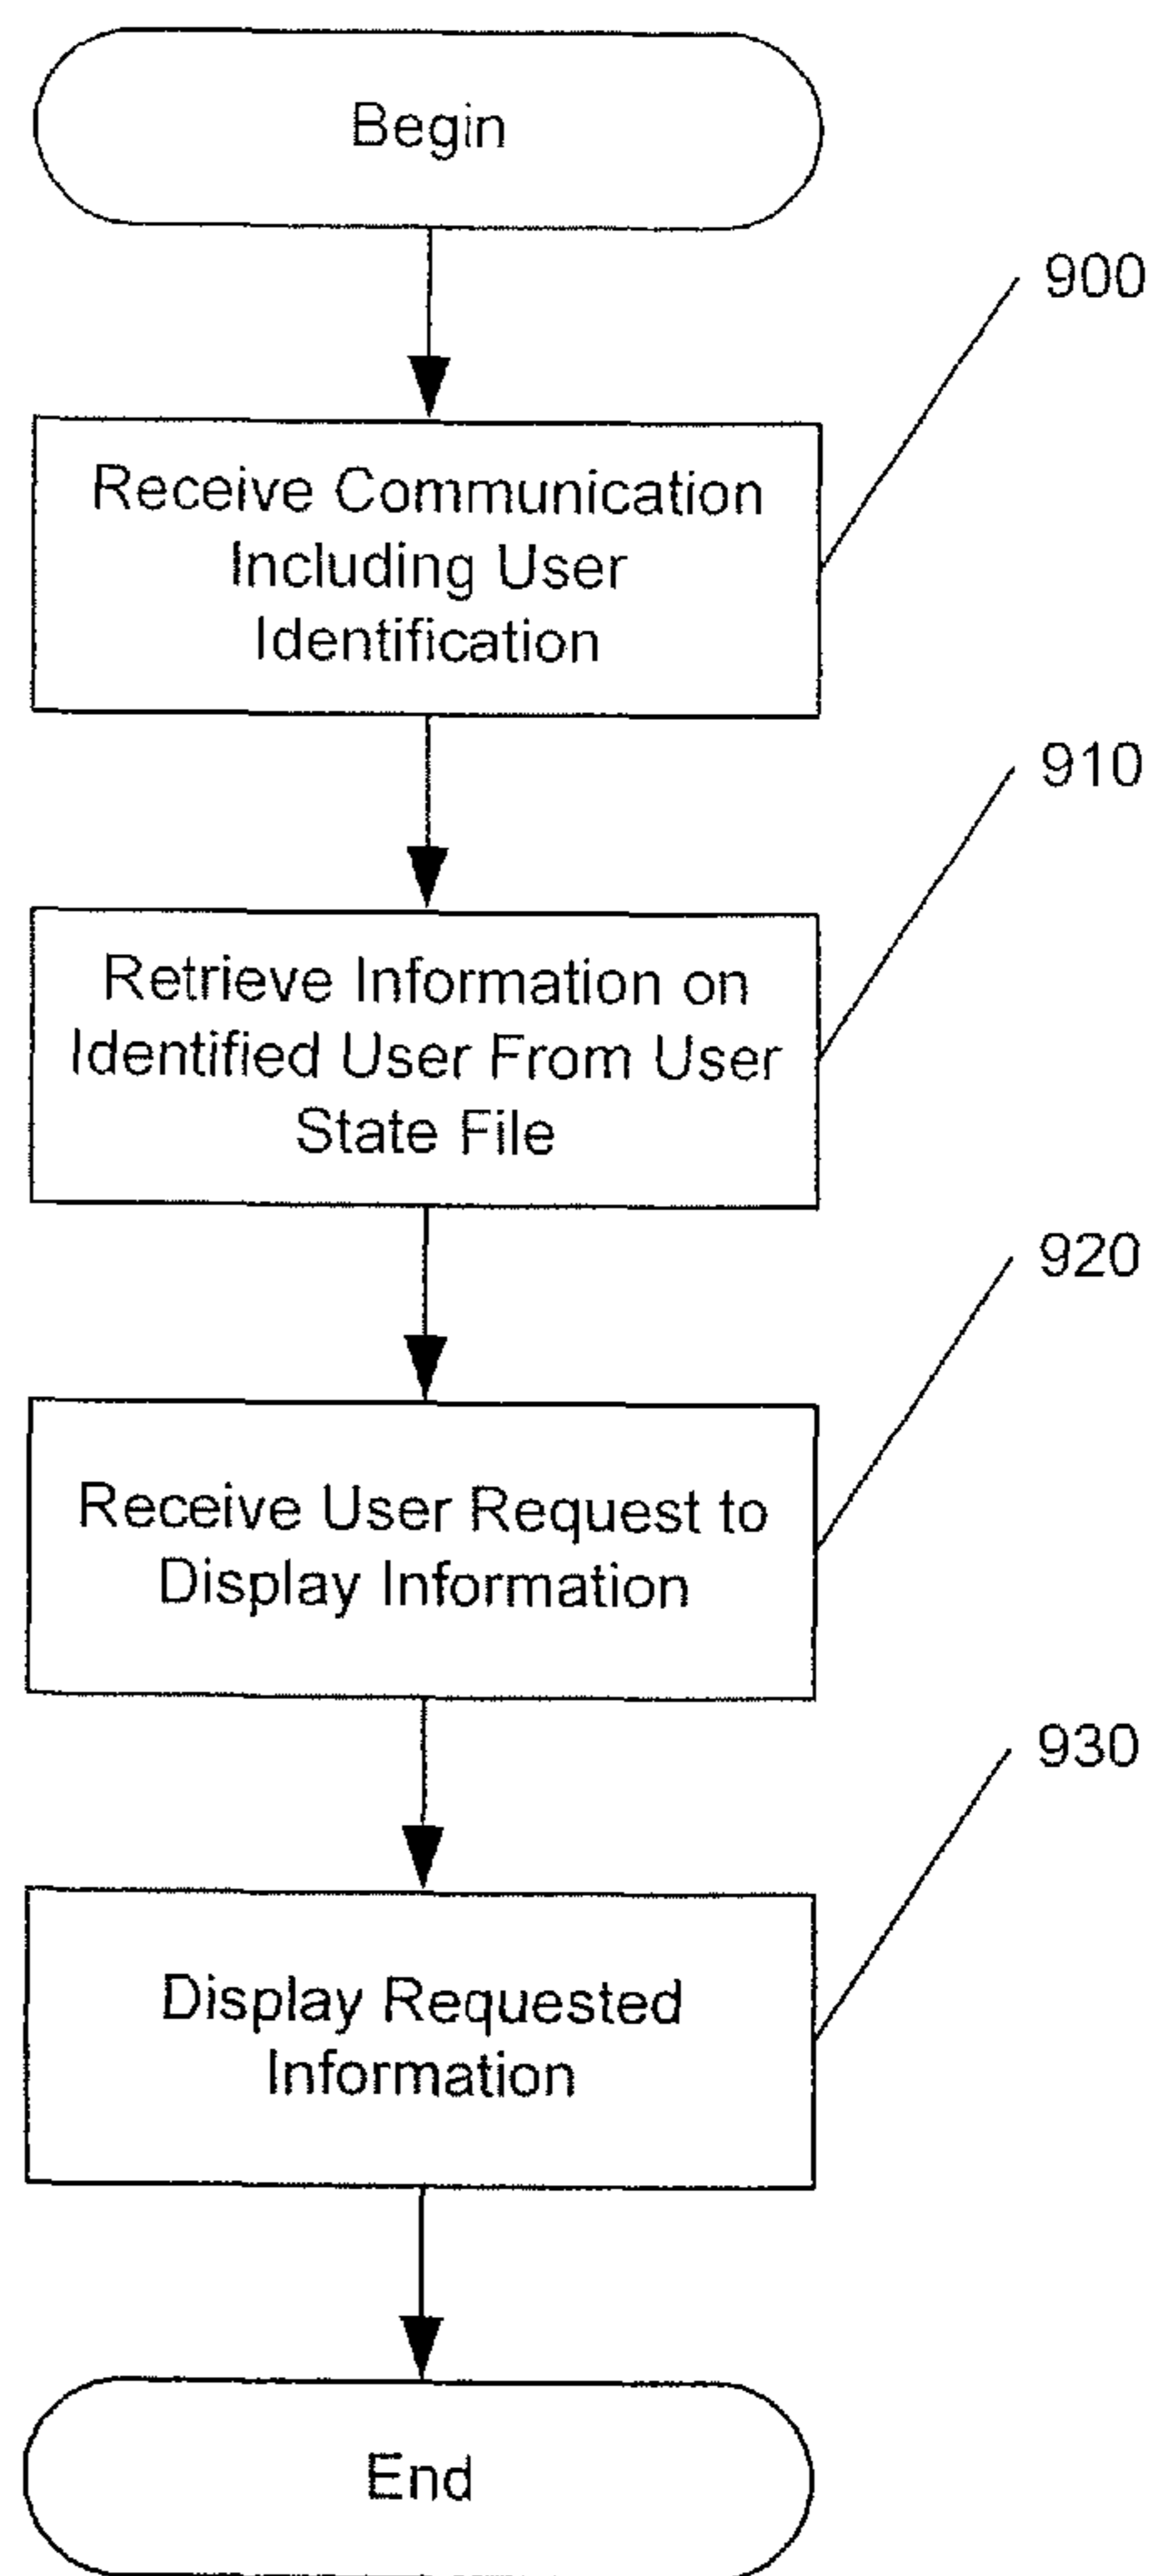 Begin
900
Receive Communication
Including User
Identification
910
Retrieve Information on
Identified User From User
State File
920
Receive User Request to
Display Information
930
Display Requested
Information
End